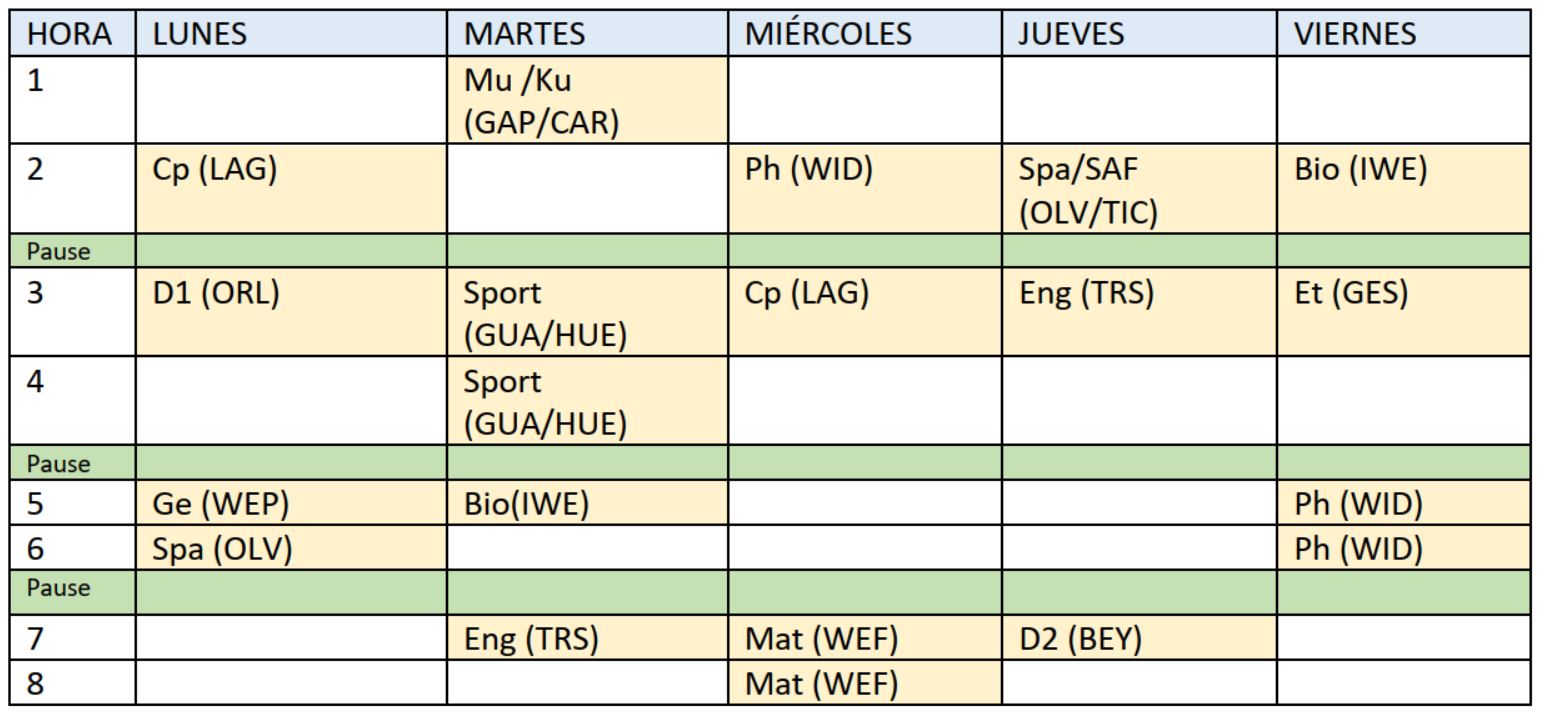 HORA LUNES MARTES MIÉRCOLES JUEVES VIERNES
1 Mu /Ku
(GAP/CAR)
2 Cp (LAG) Ph (WID) Spa/SAF Bio (IWE)
(OLV/TIC)
Pause
3 D1 (ORL) Sport Cp (LAG) Eng (TRS) Et (GES)
(GUA/HUE)
4 Sport
(GUA/HUE)
Pause
5 Ge (WEP) Bio(IWE) Ph (WID)
6 Spa (OLV) Ph (WID)
Pause
7 Eng (TRS) Mat (WEF) D2 (BEY)
8 Mat (WEF)